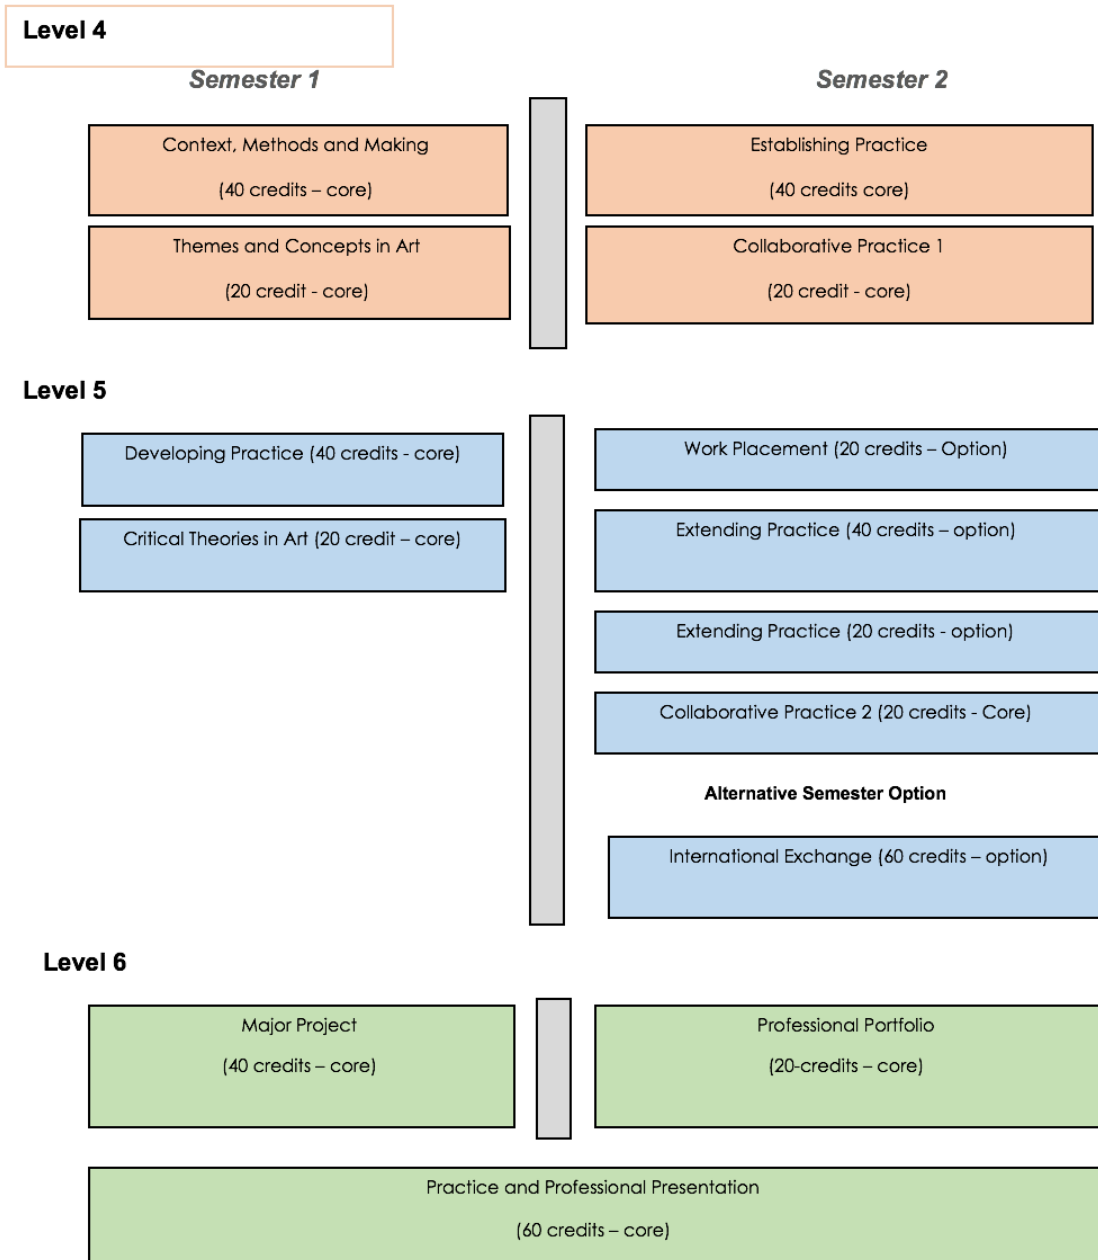 Level 4
Semester 1
Semester 2
Context, Methods and Making
(40 credits – core)
Establishing Practice
(40 credits core)
Themes and Concepts in Art
(20 credit - core)
Collaborative Practice 1
(20 credit - core)
Level 5
Developing Practice (40 credits - core)
Critical Theories in Art (20 credit – core)
Work Placement (20 credits – Option)
Extending Practice (40 credits – option)
Extending Practice (20 credits - option)
Collaborative Practice 2 (20 credits - Core)
Alternative Semester Option
International Exchange (60 credits – option)
Level 6
Major Project
(40 credits – core)
Professional Portfolio
(20-credits – core)
Practice and Professional Presentation
(60 credits – core)